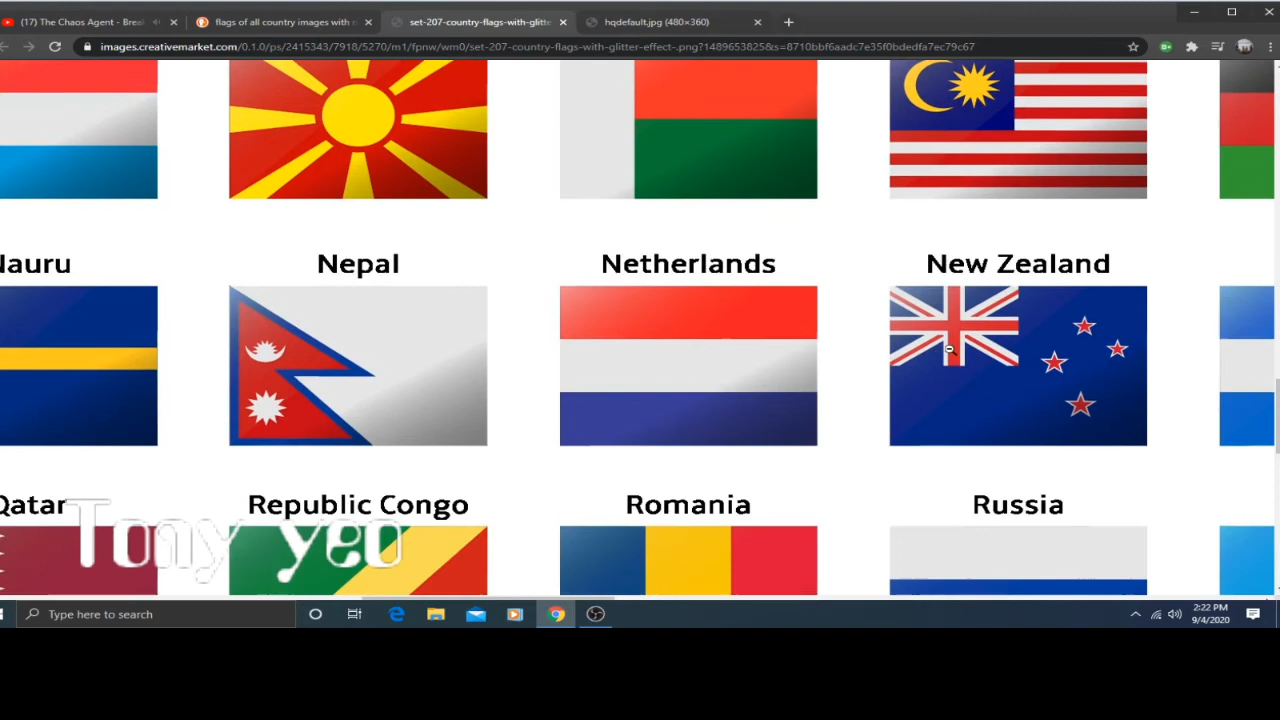 (17) The Chaos Agent - Brea
flags of all country images with n
set-207-country-flags-with-glitte
hqdefault.jpg (480×360)
images.creativemarket.com/0.1.0/ps/2415343/7918/5270/m1/fpnw/wm0/set-207-country-flags-with-glitter-effect-.png?1489653825&s=8710bbf6aadc7e35f0bdedfa7ec79c67
Nauru
Nepal
Netherlands
New Zealand
Qatar
Republic Congo
Romania
Russia
Tony yeo
Type here to search
2:22 PM
9/4/2020